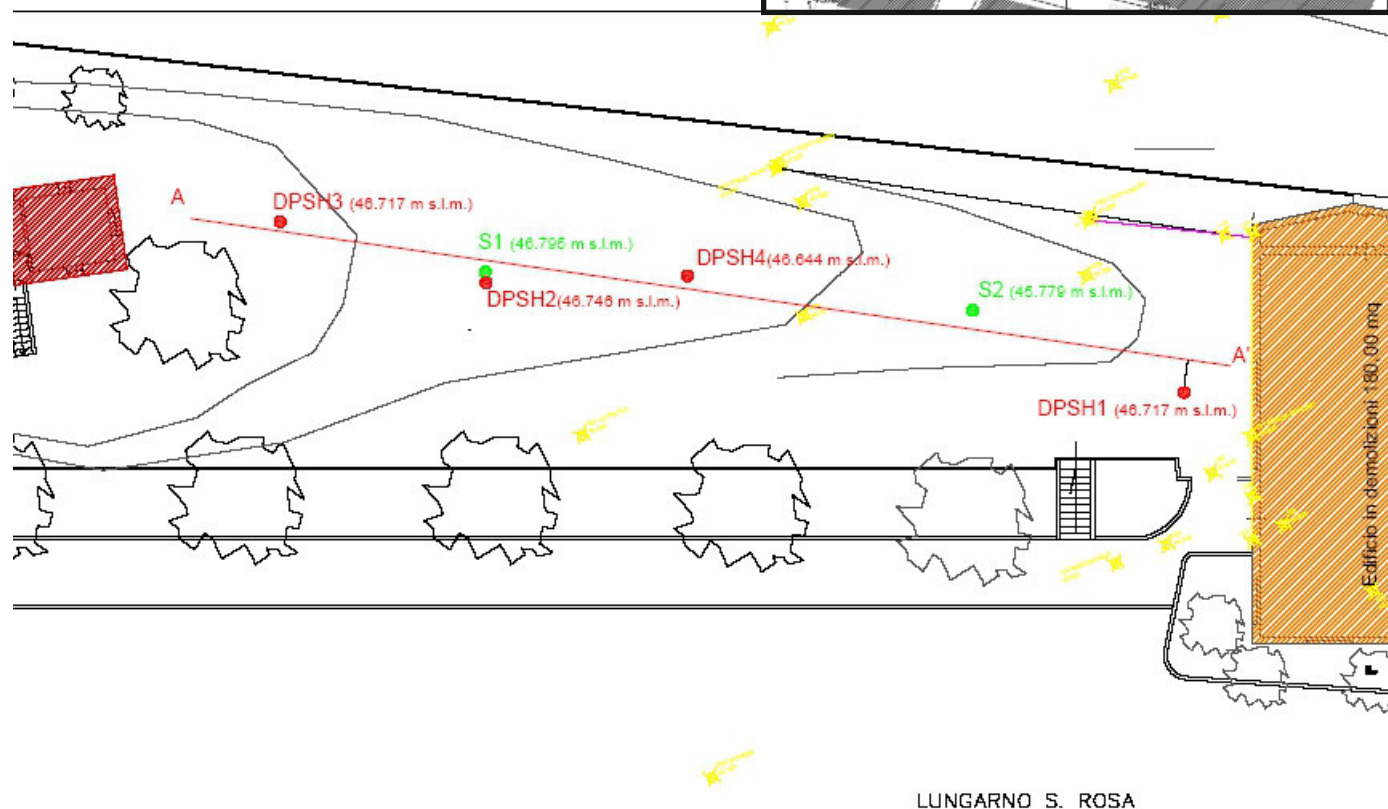 A
DPSH3 (46.717 m s.l.m.)
S1 (46.795 m s.l.m.)
DPSH4(46.644 m s.l.m.)
DPSH2(46.746 m s.l.m.)
S2 (45.779 m s.l.m.)
A'
DPSH1 (46.717 m s.l.m.)
Edificio in demolizioni 180.00 mq
LUNGARNO S. ROSA